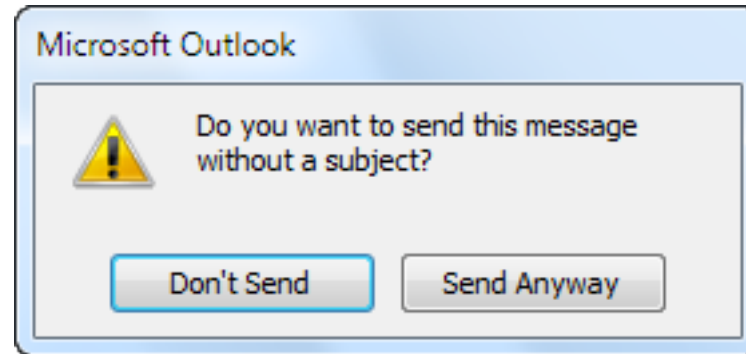 Microsoft Outlook
Do you want to send this message
without a subject?
Don't Send
Send Anyway